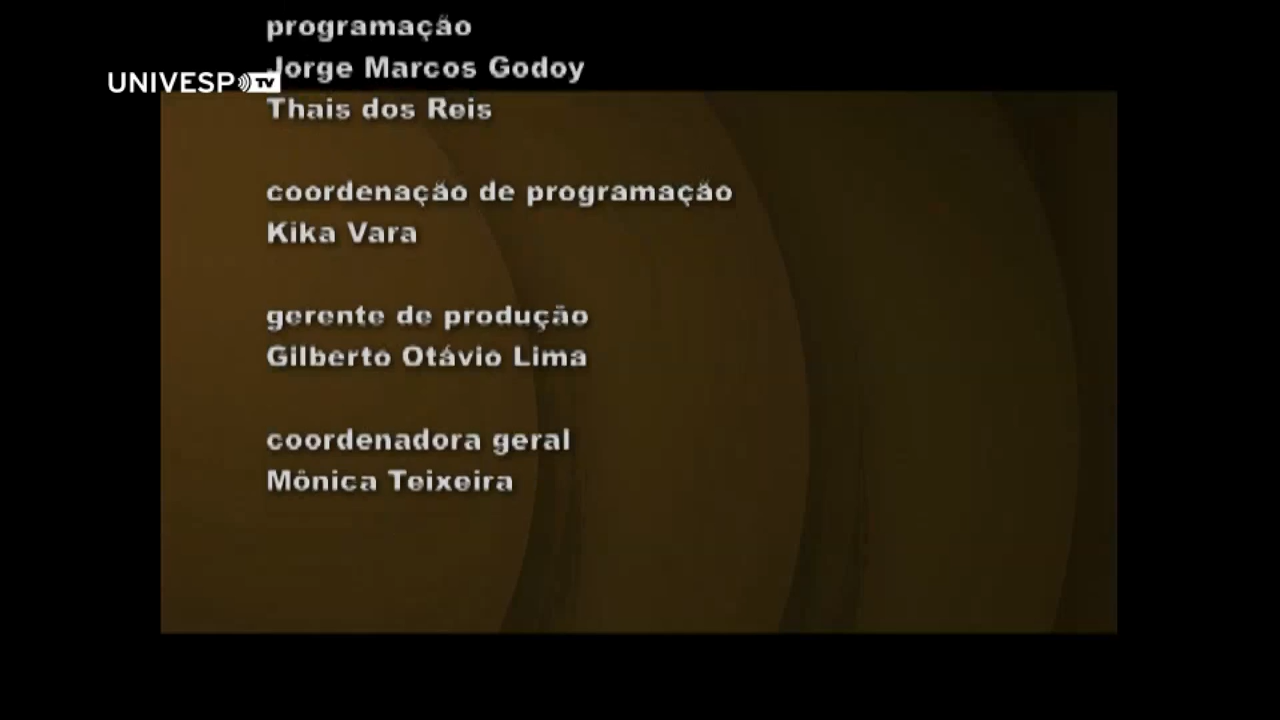 programação
Jorge Marcos Godoy
UNIVESP TV
Thais dos Reis
coordenação de programação
Kika Vara
gerente de produção
Gilberto Otávio Lima
coordenadora geral
Mônica Teixeira